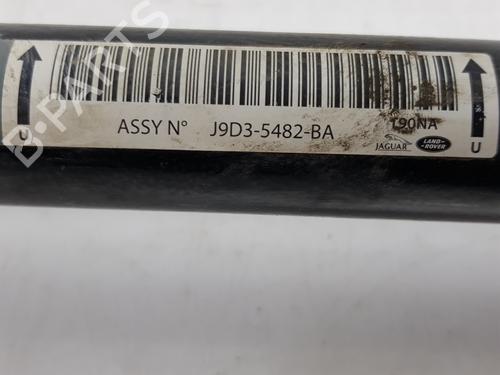 ASSY N° J9D3-5482-BA T90NA
U U
JAGUAR LAND-ROVER
B-PARTS